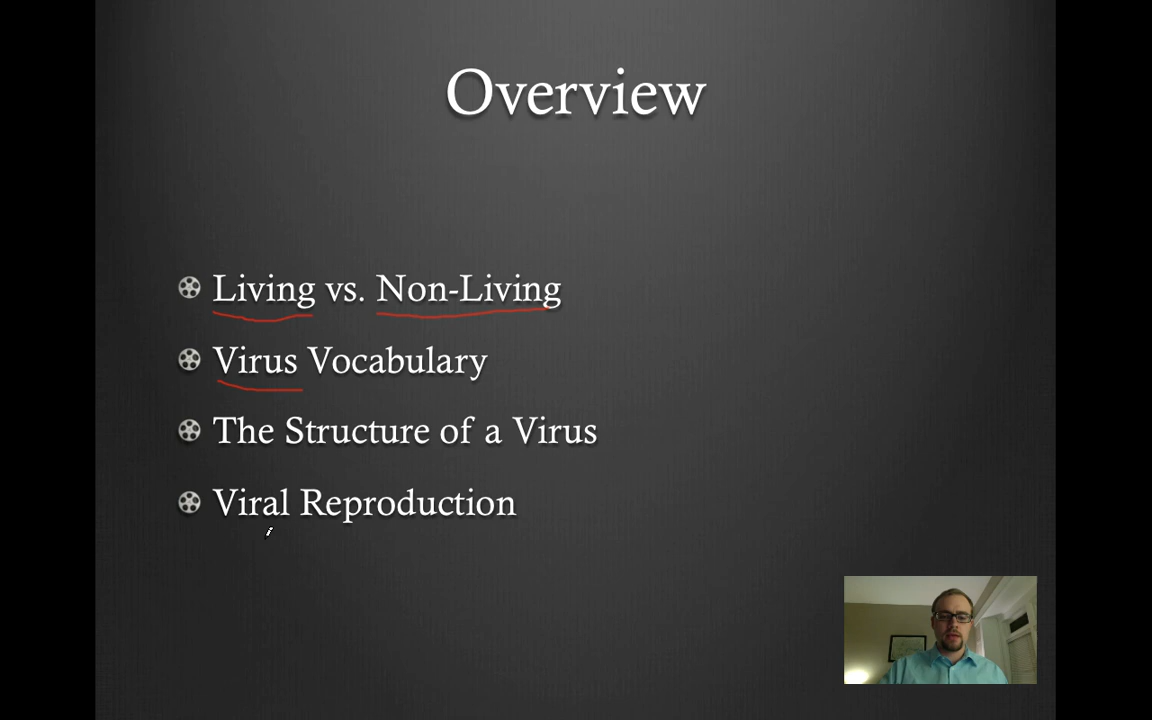 Overview
Living vs. Non-Living
Virus Vocabulary
The Structure of a Virus
Viral Reproduction